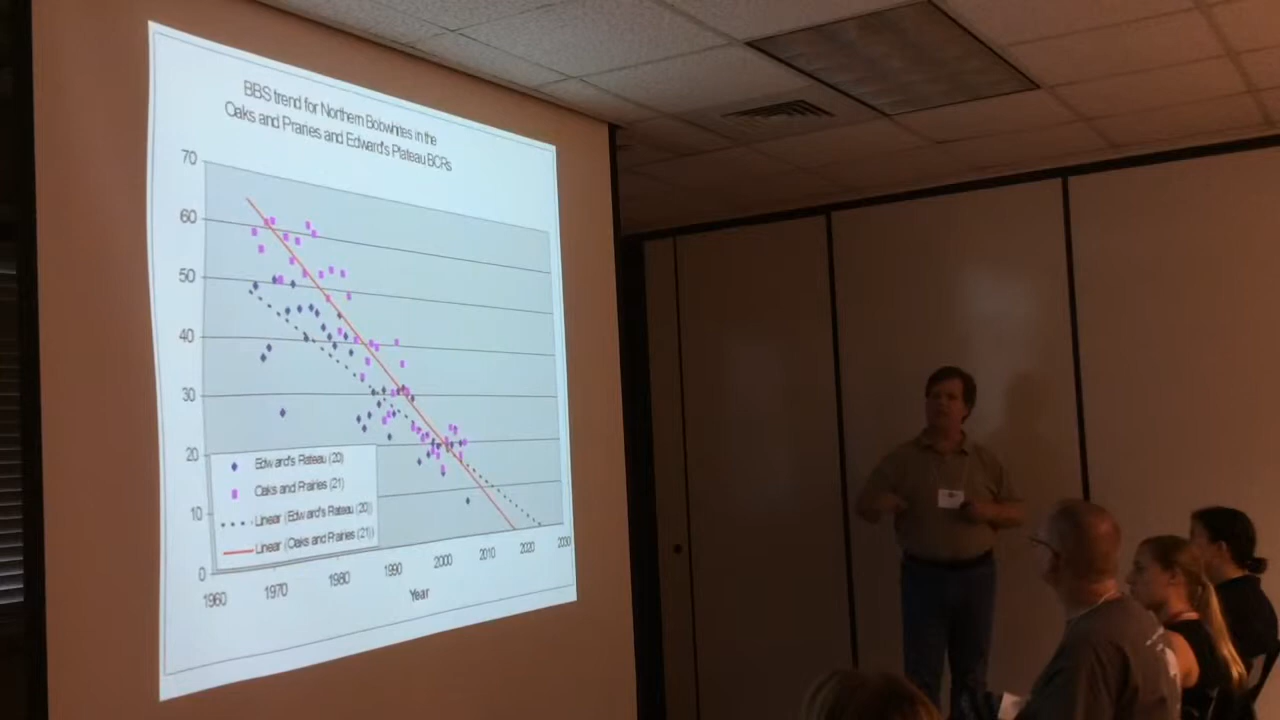 BBS trend for Northern Bobwhites in the
Oaks and Praries and Edward's Plateau BCRs
70
60
50
40
30
20
10
0
1960
1970
1980
1990
2000
2010
2020
2030
Year
Edward's Plateau (20)
Oaks and Prairies (21)
Linear (Edward's Plateau (20))
Linear (Oaks and Prairies (21))